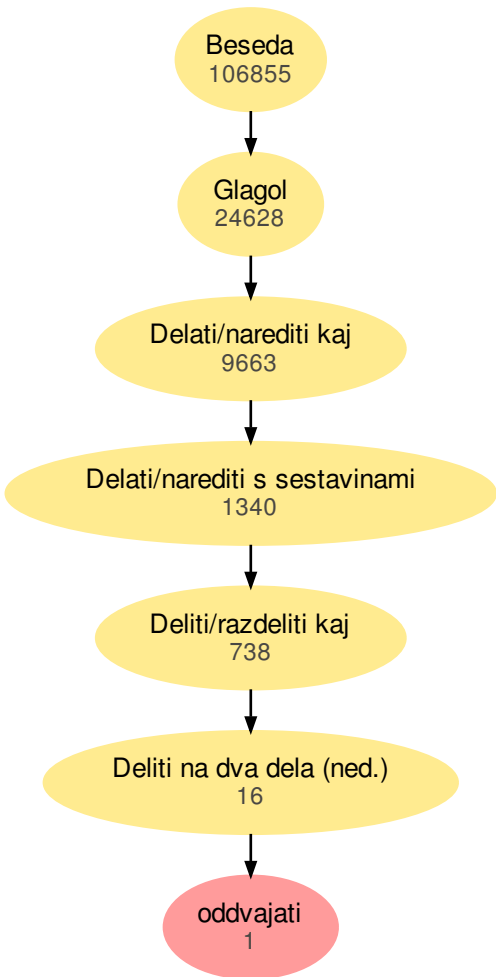 Beseda
106855
Glagol
24628
Delati/narediti kaj
9663
Delati/narediti s sestavinami
1340
Deliti/razdeliti kaj
738
Deliti na dva dela (ned.)
16
oddvajati
1